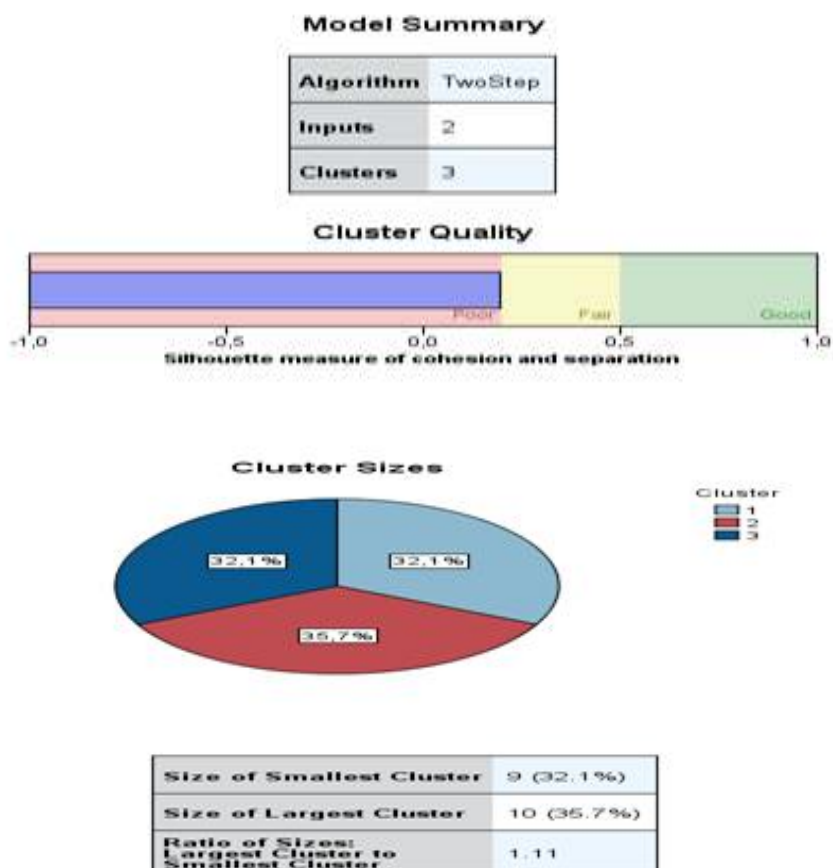 Model Summary
Algorithm TwoStep
Inputs 2
Clusters 3
Cluster Quality
Poor Fair Good
-1,0 -0,5 0,0 0,5 1,0
Silhouette measure of cohesion and separation
Cluster Sizes
Cluster
1
2
3
32,1% 32,1%
35,7%
Size of Smallest Cluster 9 (32.1%)
Size of Largest Cluster 10 (35.7%)
Ratio of Sizes:
Largest Cluster to
Smallest Cluster 1.11